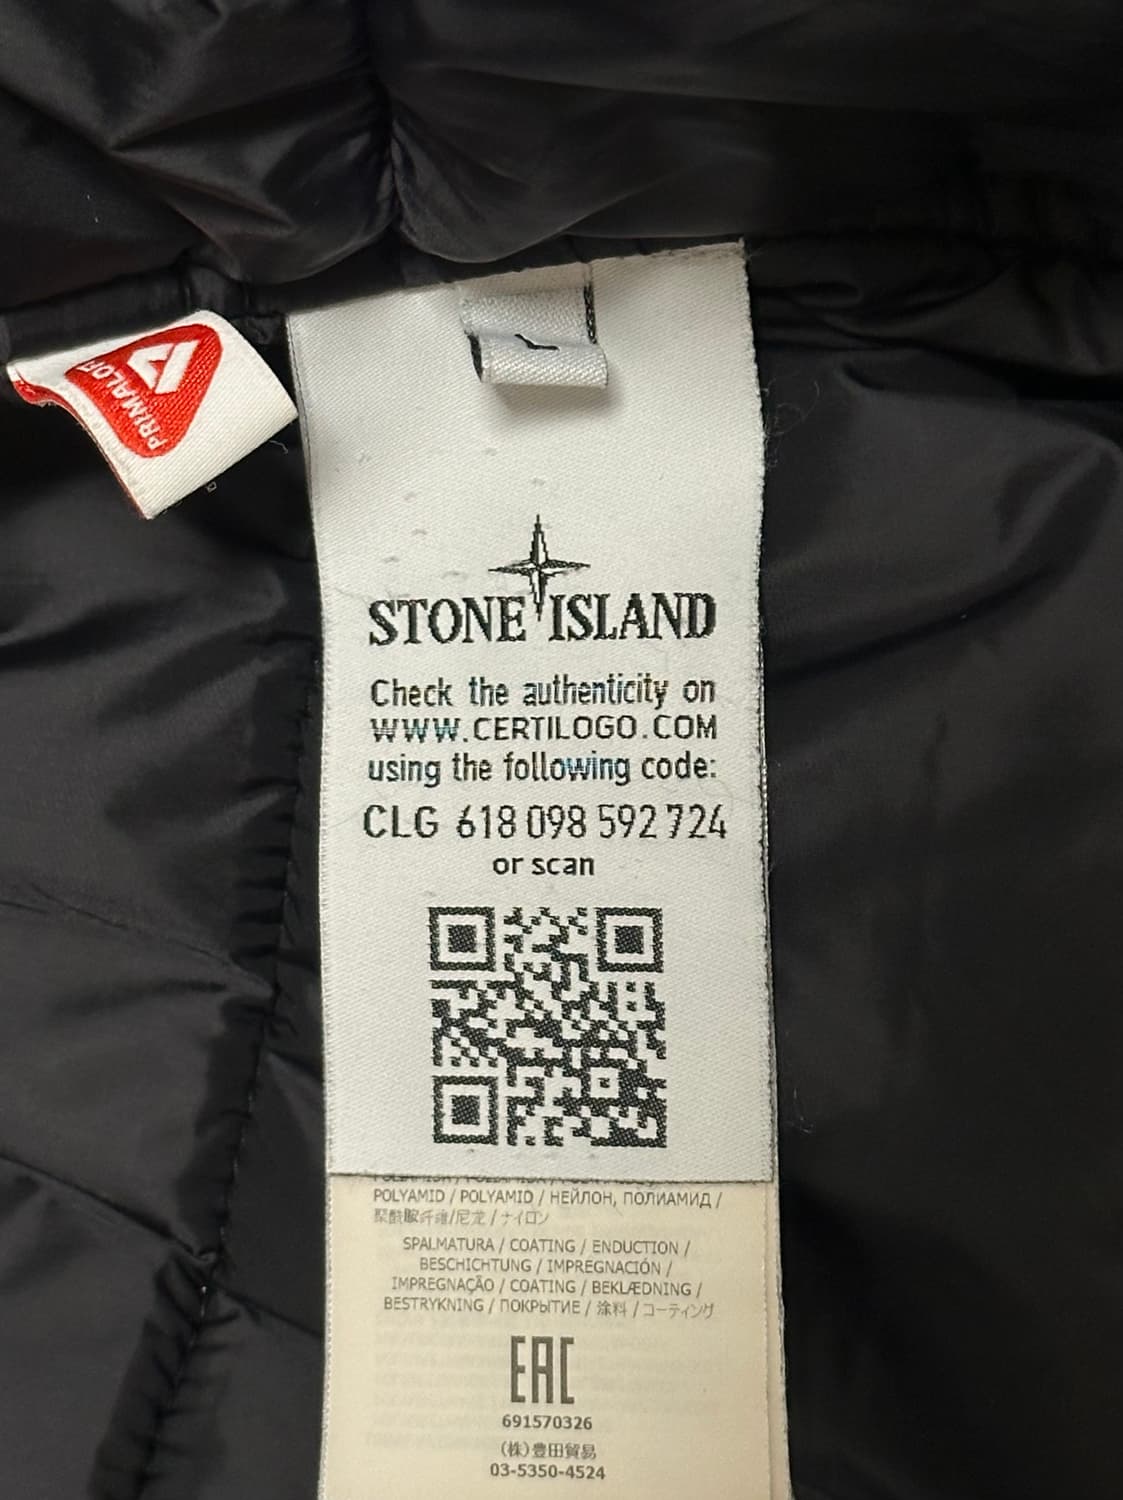 PRIMALOFT
L
STONE ISLAND
Check the authenticity on
WWW.CERTILOGO.COM
using the following code:
CLG 618 098 592 724
or scan
POLYAMID / POLYAMID / НЕЙЛОН, ПОЛИАМИД /
聚酰胺纤维/尼龙 / ナイロン
SPALMATURA / COATING / ENDUCTION /
BESCHICHTUNG / IMPREGNACIÓN /
IMPREGNAÇÃO / COATING / BEKLÆDNING /
BESTRYKNING / ПОКРЫТИЕ / 涂料 / コーティング
EAC
691570326
(株)豊田貿易
03-5350-4524